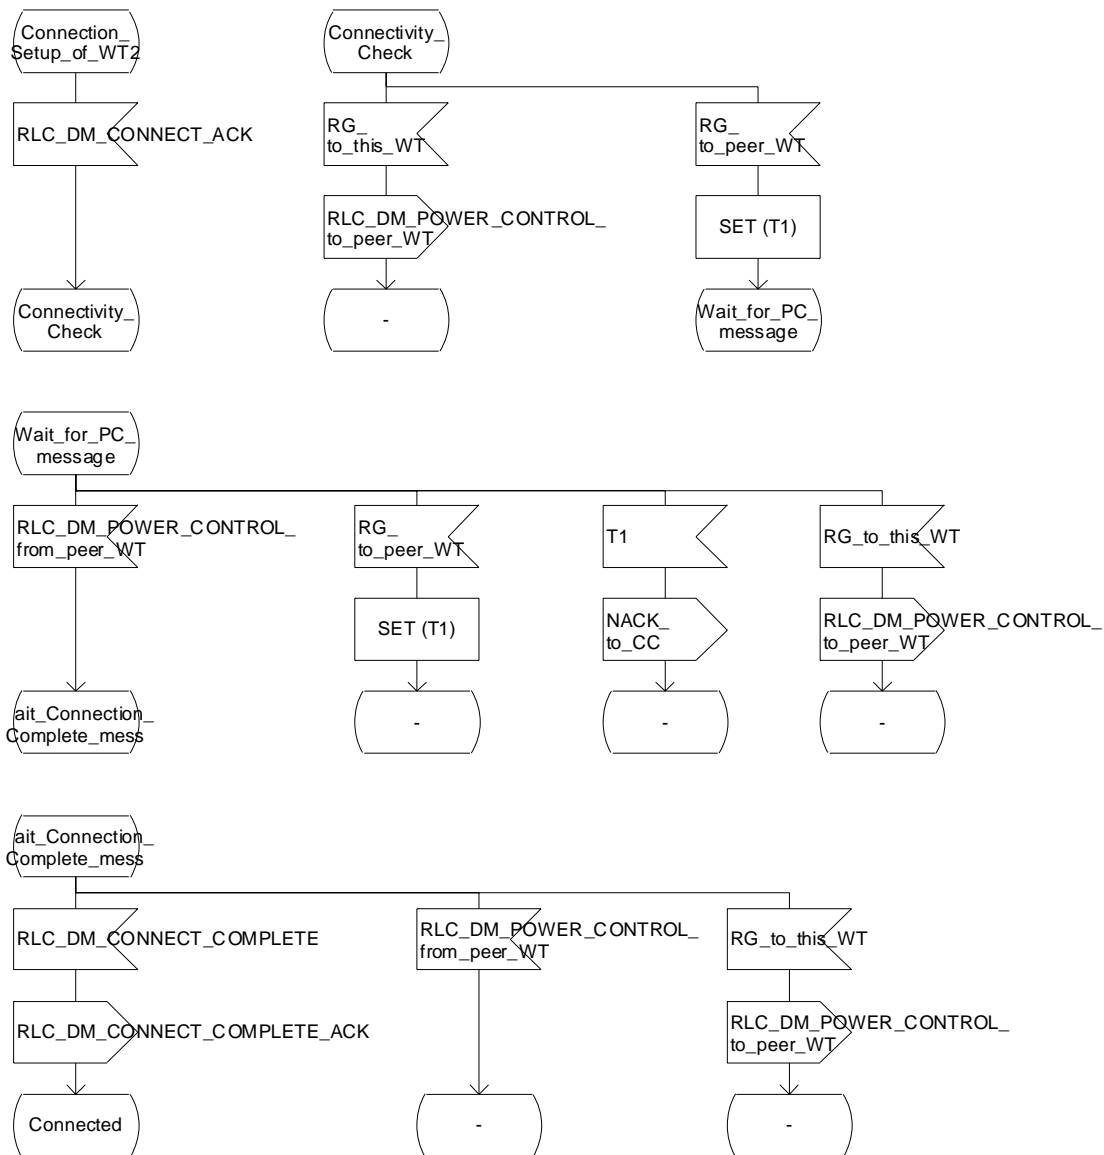 Connection_
Setup_of_WT2
RLC_DM_CONNECT_ACK
Connectivity_
Check
Connectivity_
Check
RG_
to_this_WT
RLC_DM_POWER_CONTROL_
to_peer_WT
-
RG_
to_peer_WT
SET (T1)
Wait_for_PC_
message
Wait_for_PC_
message
RLC_DM_POWER_CONTROL_
from_peer_WT
ait_Connection_
Complete_mess
RG_
to_peer_WT
SET (T1)
-
T1
NACK_
to_CC
-
RG_to_this_WT
RLC_DM_POWER_CONTROL_
to_peer_WT
-
ait_Connection_
Complete_mess
RLC_DM_CONNECT_COMPLETE
RLC_DM_CONNECT_COMPLETE_ACK
Connected
RLC_DM_POWER_CONTROL_
from_peer_WT
-
RG_to_this_WT
RLC_DM_POWER_CONTROL_
to_peer_WT
-